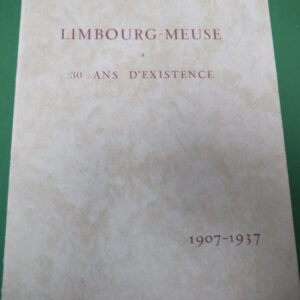 LIMBOURG-MEUSE
30 ANS D'EXISTENCE
1907-1937